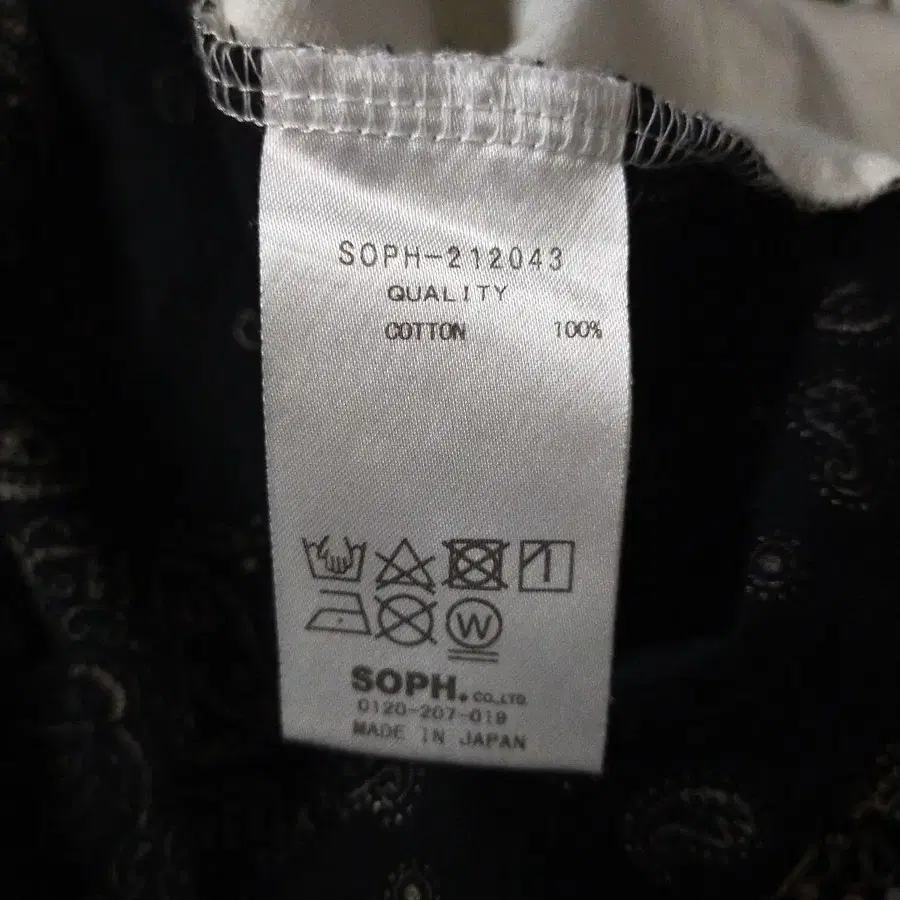 SOPH-212043
QUALITY
COTTON 100%
W
SOPH. CO.,LTD.
0120-207-019
MADE IN JAPAN